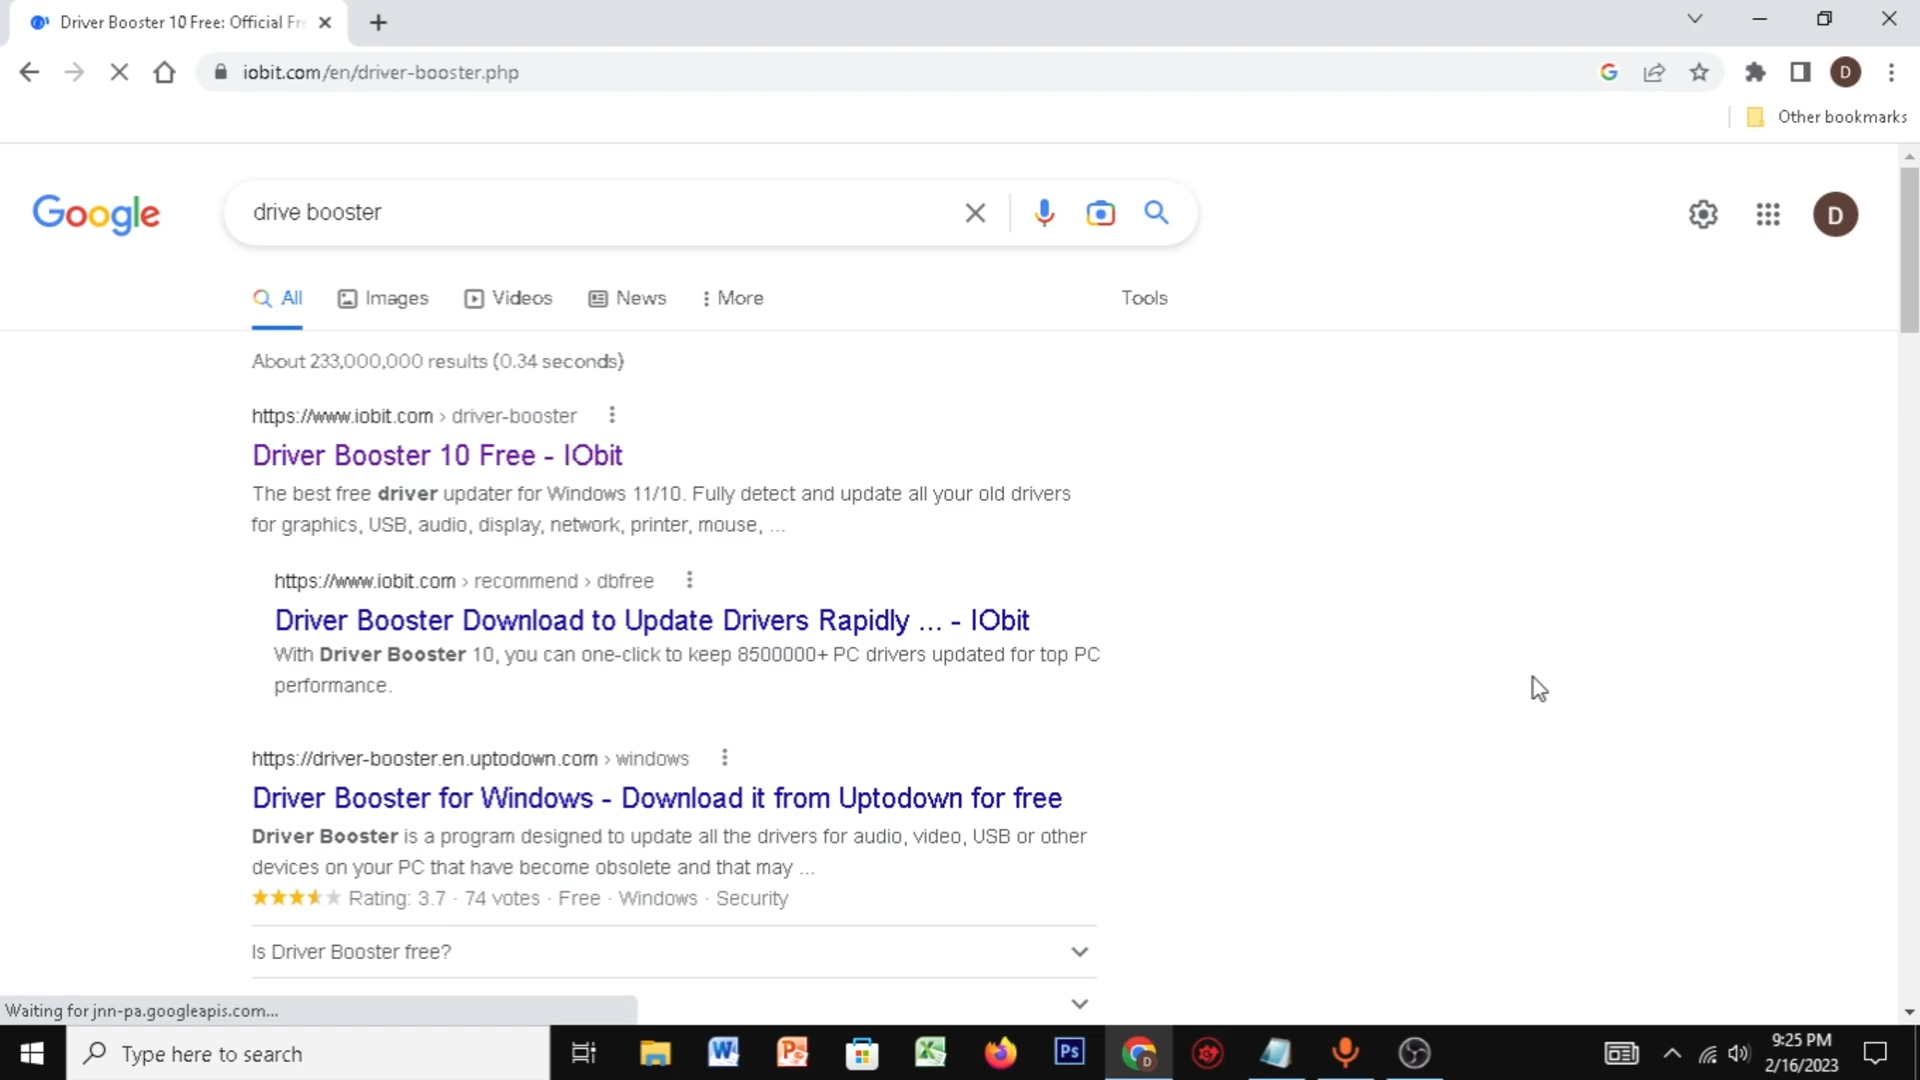 Driver Booster 10 Free: Official Fre
iobit.com/en/driver-booster.php
D
Other bookmarks
Google
drive booster
D
All
Images
Videos
News
More
Tools
About 233,000,000 results (0.34 seconds)
https://www.iobit.com › driver-booster
Driver Booster 10 Free - IObit
The best free driver updater for Windows 11/10. Fully detect and update all your old drivers
for graphics, USB, audio, display, network, printer, mouse, ...
https://www.iobit.com › recommend › dbfree
Driver Booster Download to Update Drivers Rapidly ... - IObit
With Driver Booster 10, you can one-click to keep 8500000+ PC drivers updated for top PC
performance.
https://driver-booster.en.uptodown.com › windows
Driver Booster for Windows - Download it from Uptodown for free
Driver Booster is a program designed to update all the drivers for audio, video, USB or other
devices on your PC that have become obsolete and that may ...
Rating: 3.7 · 74 votes · Free · Windows · Security
Is Driver Booster free?
Waiting for jnn-pa.googleapis.com...
Type here to search
Ps
D
9:25 PM
2/16/2023